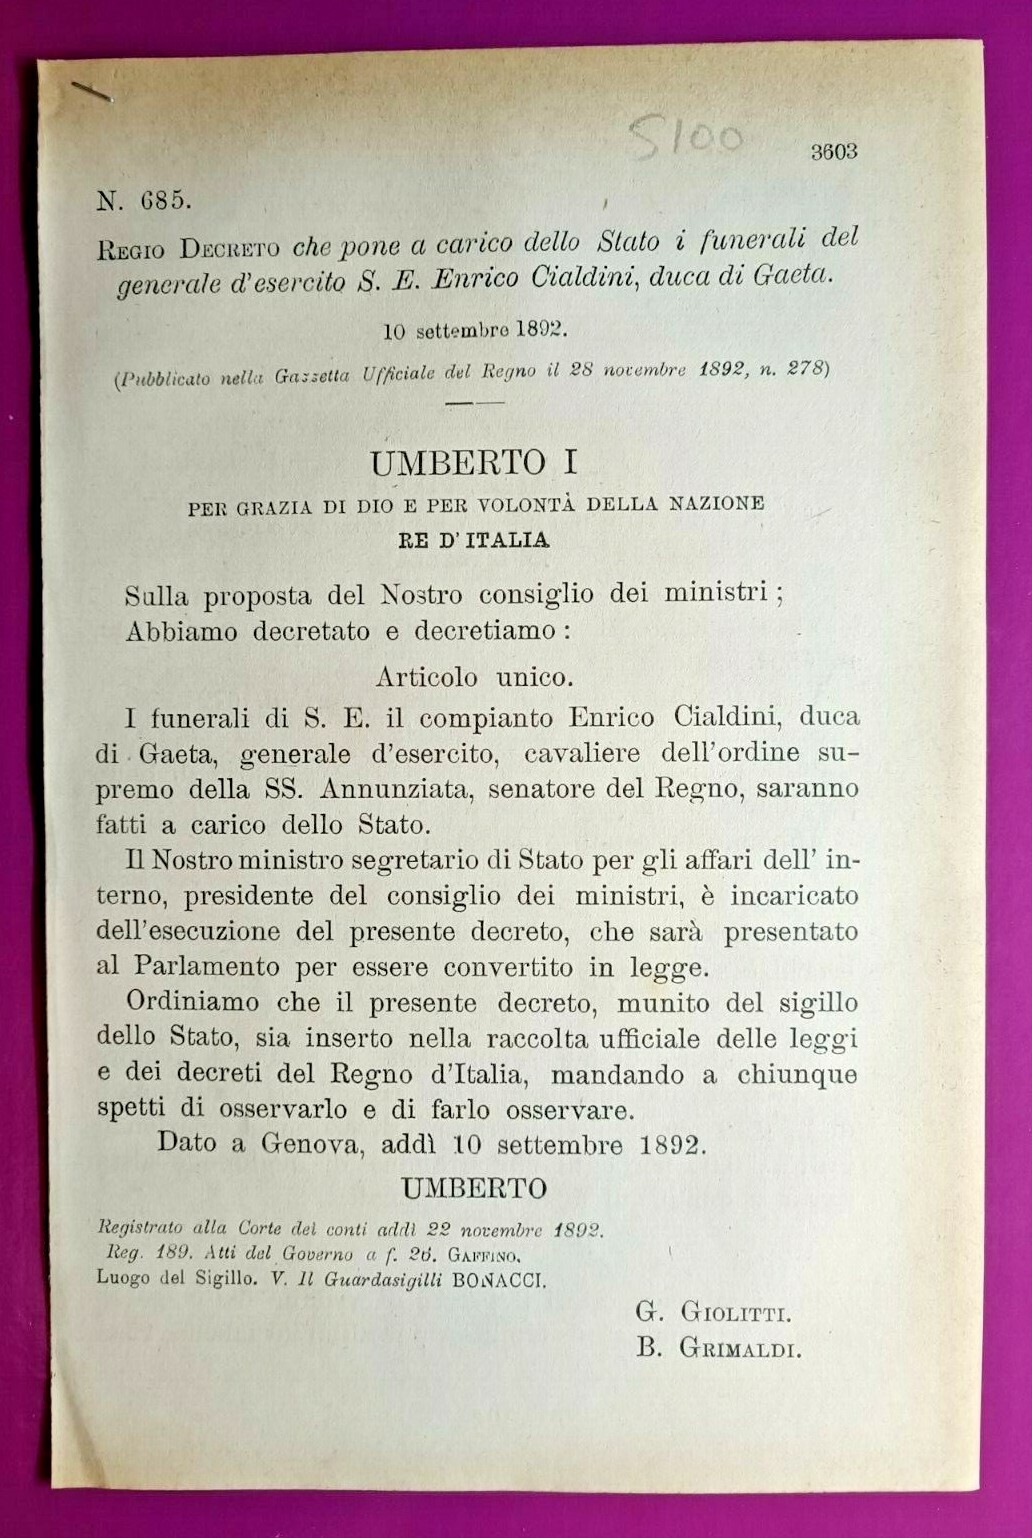 5100
3603
N. 685.
REGIO DECRETO che pone a carico dello Stato i funerali del
generale d'esercito S. E. Enrico Cialdini, duca di Gaeta.
10 settembre 1892.
(Pubblicato nella Gazzetta Ufficiale del Regno il 28 novembre 1892, n. 278)
UMBERTO I
PER GRAZIA DI DIO E PER VOLONTÀ DELLA NAZIONE
RE D'ITALIA
Sulla proposta del Nostro consiglio dei ministri ;
Abbiamo decretato e decretiamo :
Articolo unico.
I funerali di S. E. il compianto Enrico Cialdini, duca
di Gaeta, generale d'esercito, cavaliere dell'ordine su-
premo della SS. Annunziata, senatore del Regno, saranno
fatti a carico dello Stato.
Il Nostro ministro segretario di Stato per gli affari dell' in-
terno, presidente del consiglio dei ministri, è incaricato
dell'esecuzione del presente decreto, che sarà presentato
al Parlamento per essere convertito in legge.
Ordiniamo che il presente decreto, munito del sigillo
dello Stato, sia inserto nella raccolta ufficiale delle leggi
e dei decreti del Regno d'Italia, mandando a chiunque
spetti di osservarlo e di farlo osservare.
Dato a Genova, addì 10 settembre 1892.
UMBERTO
Registrato alla Corte dei conti addì 22 novembre 1892.
Reg. 189. Atti del Governo a f. 26. GAFFINO.
Luogo del Sigillo. V. Il Guardasigilli BONACCI.
G. GIOLITTI.
B. GRIMALDI.